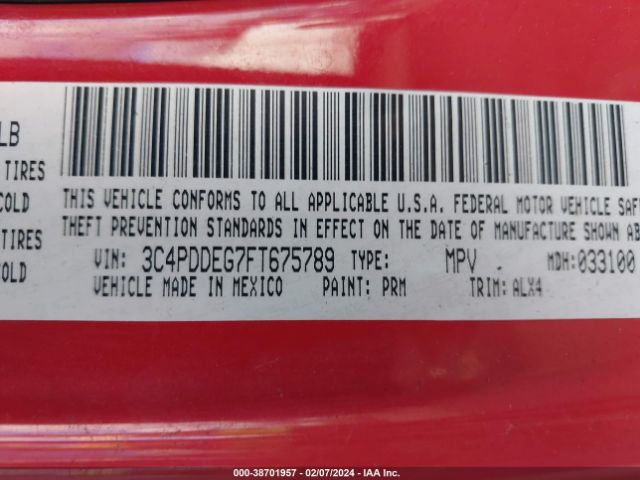 LB
TIRES
COLD
TIRES
COLD
THIS VEHICLE CONFORMS TO ALL APPLICABLE U.S.A. FEDERAL MOTOR VEHICLE SAF
THEFT PREVENTION STANDARDS IN EFFECT ON THE DATE OF MANUFACTURE SHOWN AB
VIN: 3C4PDDEG7FT675789 TYPE: MPV MDH:033100
VEHICLE MADE IN MEXICO PAINT: PRM TRIM: ALX4
000-38701957 - 02/07/2024 - IAA Inc.